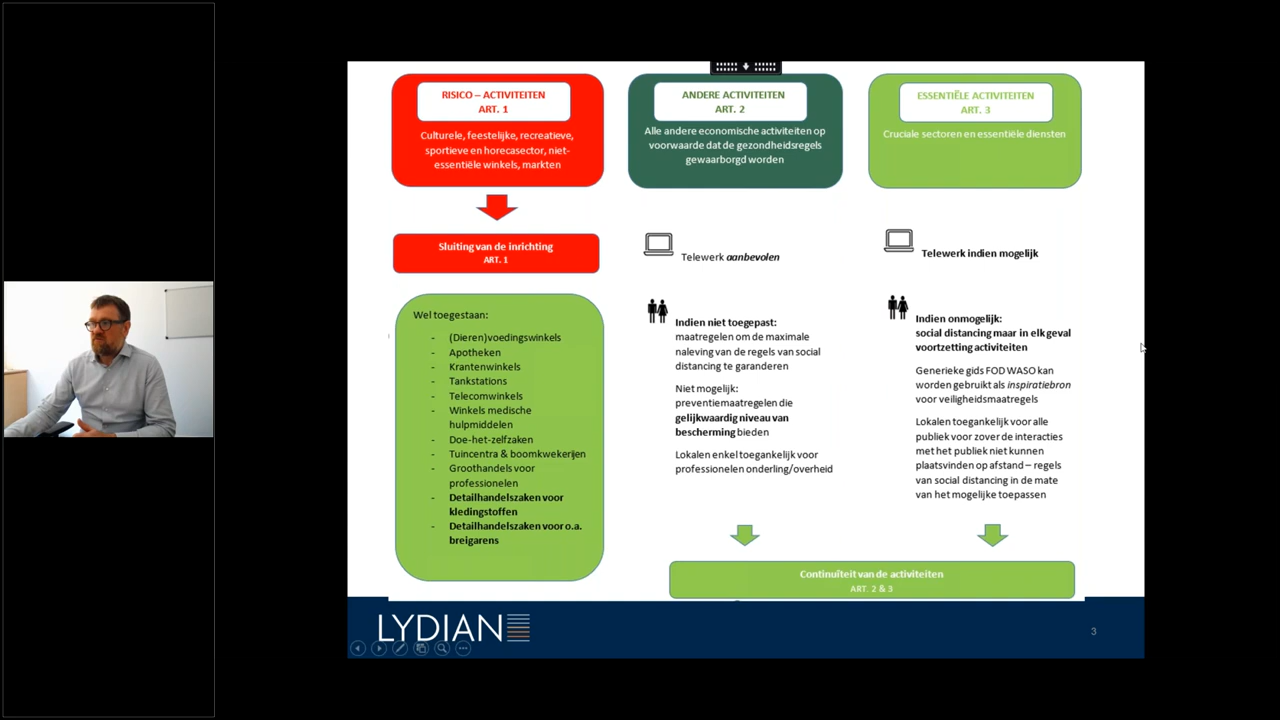 RISICO – ACTIVITEITEN
ART. 1
Culturele, feestelijke, recreatieve,
sportieve en horecasector, niet-
essentiële winkels, markten
Sluiting van de inrichting
ART. 1
Wel toegestaan:
- (Dieren)voedingswinkels
- Apotheken
- Krantenwinkels
- Tankstations
- Telecomwinkels
- Winkels medische
hulpmiddelen
- Doe-het-zelfzaken
- Tuincentra & boomkwekerijen
- Groothandels voor
professionelen
- Detailhandelszaken voor
kledingstoffen
- Detailhandelszaken voor o.a.
breigarens
ANDERE ACTIVITEITEN
ART. 2
Alle andere economische activiteiten op
voorwaarde dat de gezondheidsregels
gewaarborgd worden
Telewerk aanbevolen
Indien niet toegepast:
maatregelen om de maximale
naleving van de regels van social
distancing te garanderen
Niet mogelijk:
preventiemaatregelen die
gelijkwaardig niveau van
bescherming bieden
Lokalen enkel toegankelijk voor
professionelen onderling/overheid
ESSENTIËLE ACTIVITEITEN
ART. 3
Cruciale sectoren en essentiële diensten
Telewerk indien mogelijk
Indien onmogelijk:
social distancing maar in elk geval
voortzetting activiteiten
Generieke gids FOD WASO kan
worden gebruikt als inspiratiebron
voor veiligheidsmaatregels
Lokalen toegankelijk voor alle
publiek voor zover de interacties
met het publiek niet kunnen
plaatsvinden op afstand – regels
van social distancing in de mate
van het mogelijke toepassen
Continuïteit van de activiteiten
ART. 2 & 3
LYDIAN
3